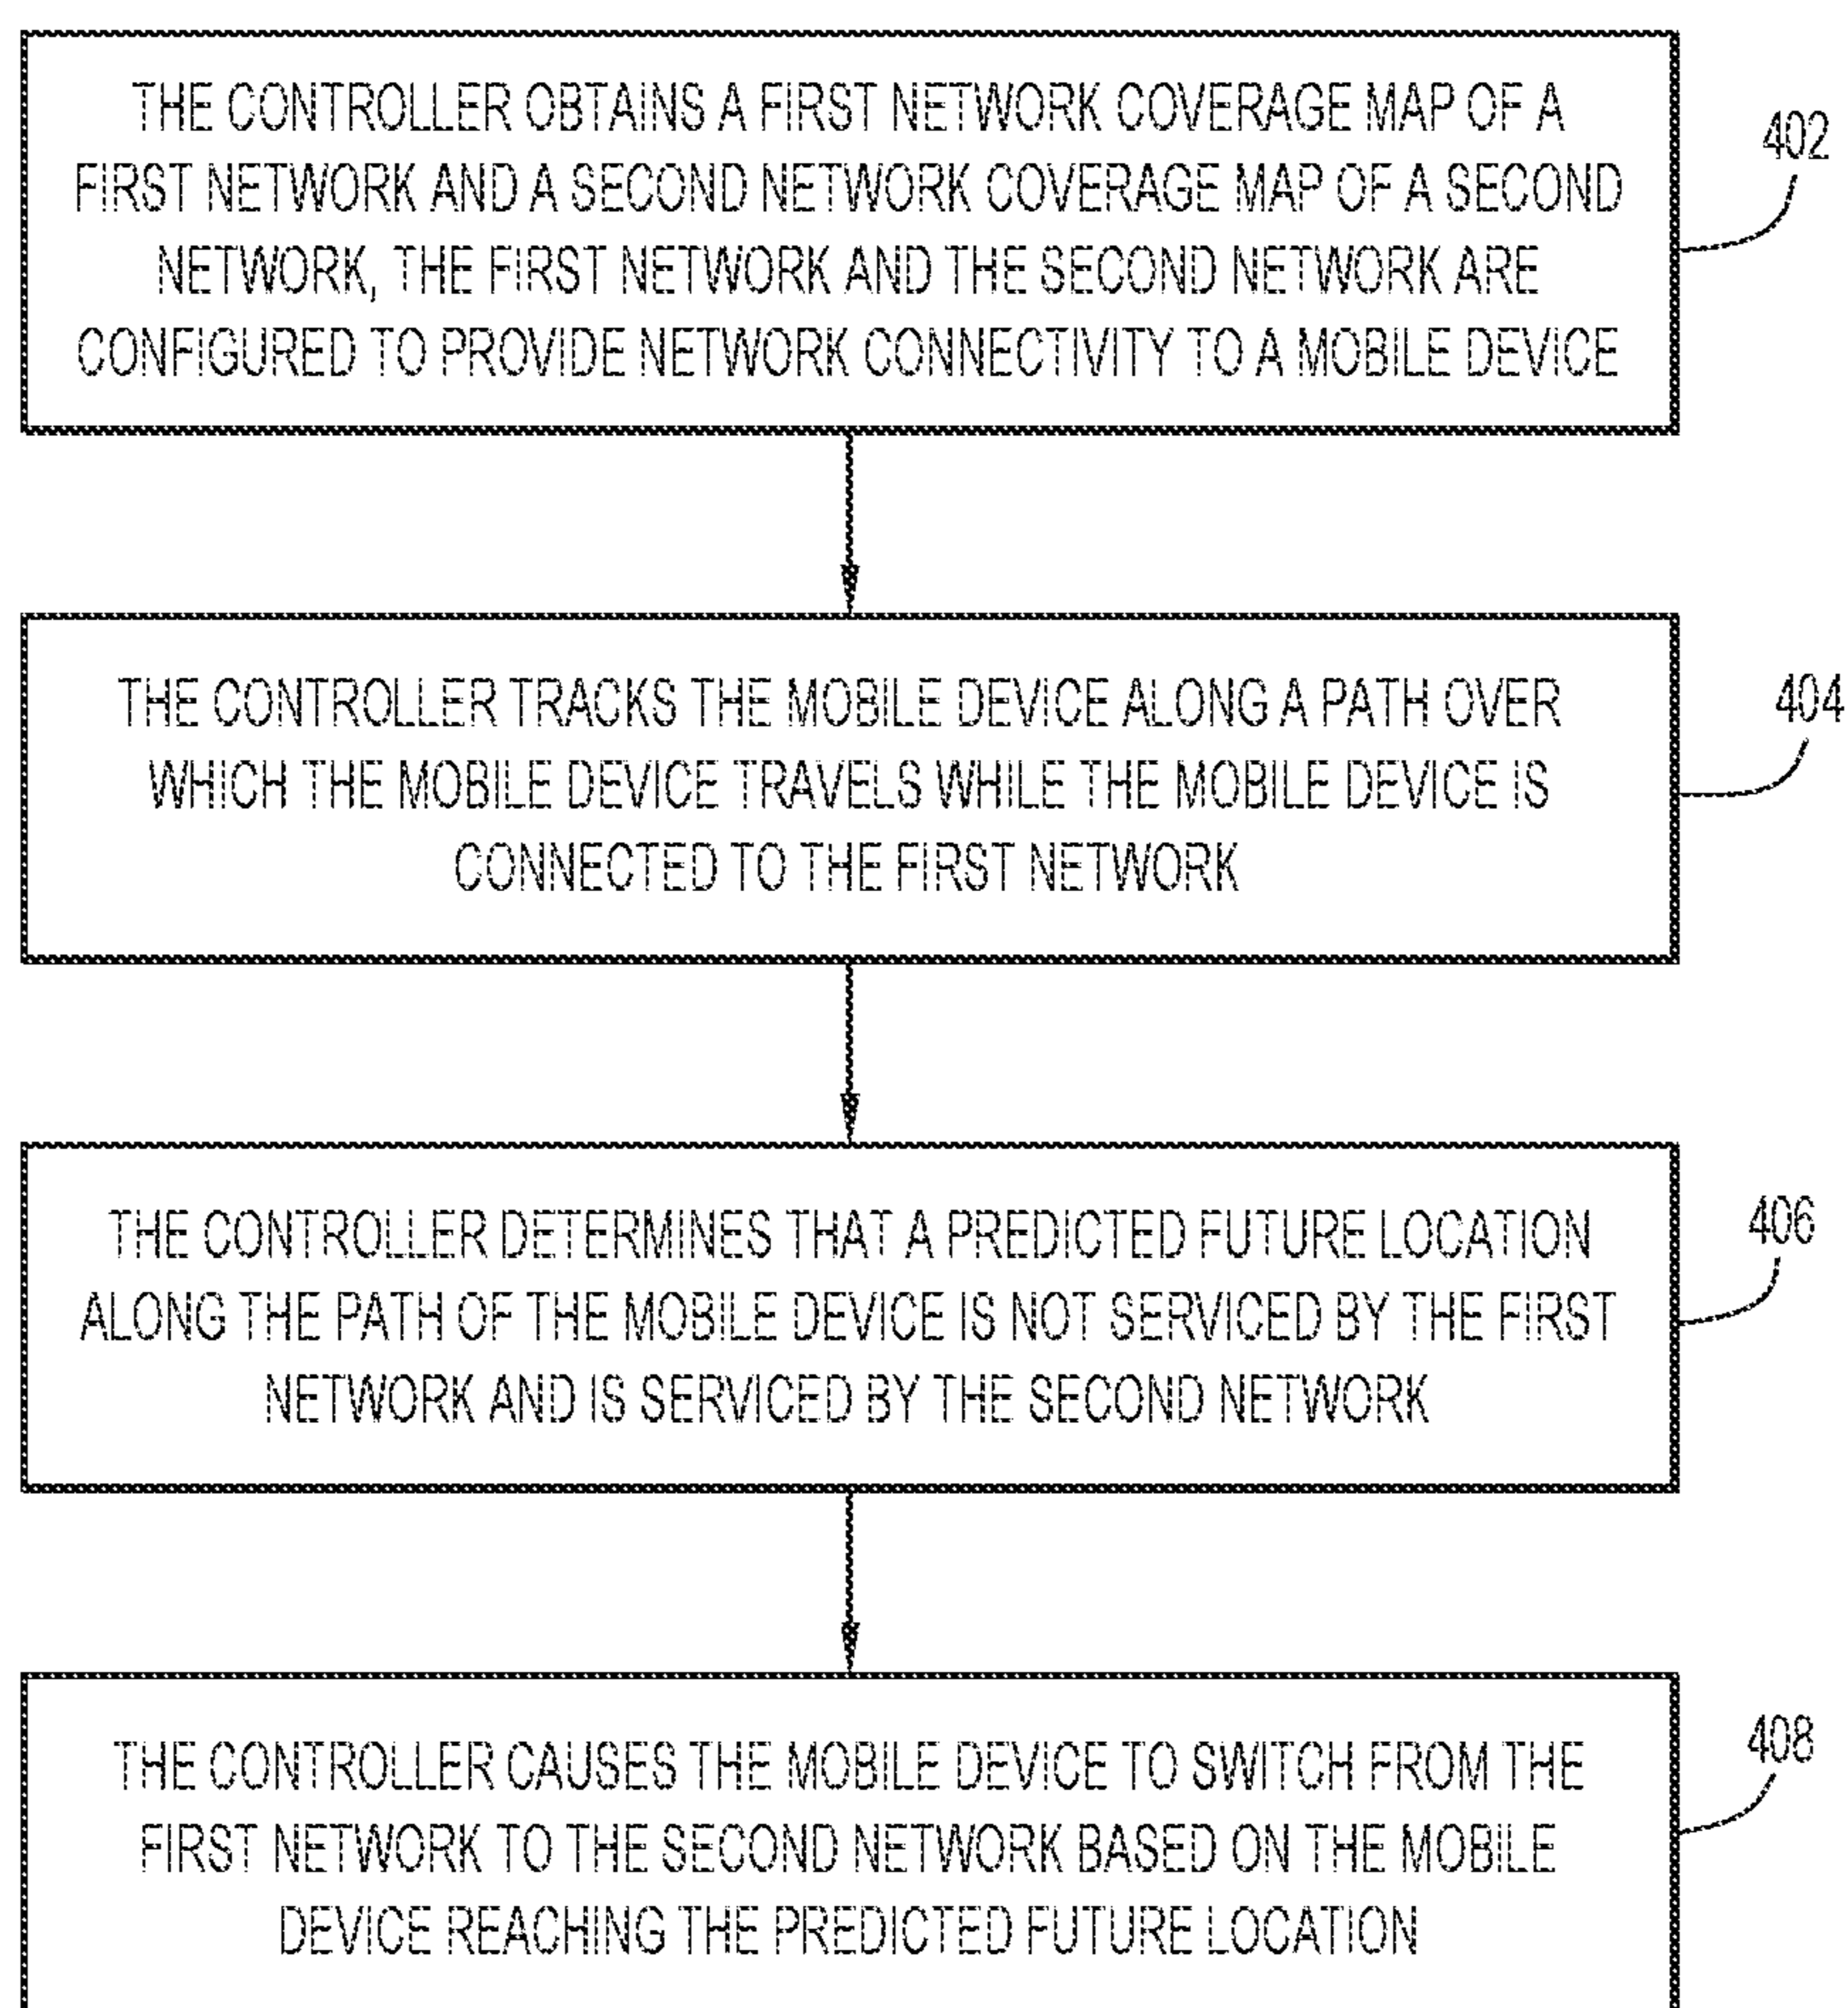 THE CONTROLLER OBTAINS A FIRST NETWORK COVERAGE MAP OF A
FIRST NETWORK AND A SECOND NETWORK COVERAGE MAP OF A SECOND
NETWORK, THE FIRST NETWORK AND THE SECOND NETWORK ARE
CONFIGURED TO PROVIDE NETWORK CONNECTIVITY TO A MOBILE DEVICE
402
THE CONTROLLER TRACKS THE MOBILE DEVICE ALONG A PATH OVER
WHICH THE MOBILE DEVICE TRAVELS WHILE THE MOBILE DEVICE IS
CONNECTED TO THE FIRST NETWORK
404
THE CONTROLLER DETERMINES THAT A PREDICTED FUTURE LOCATION
ALONG THE PATH OF THE MOBILE DEVICE IS NOT SERVICED BY THE FIRST
NETWORK AND IS SERVICED BY THE SECOND NETWORK
406
THE CONTROLLER CAUSES THE MOBILE DEVICE TO SWITCH FROM THE
FIRST NETWORK TO THE SECOND NETWORK BASED ON THE MOBILE
DEVICE REACHING THE PREDICTED FUTURE LOCATION
408